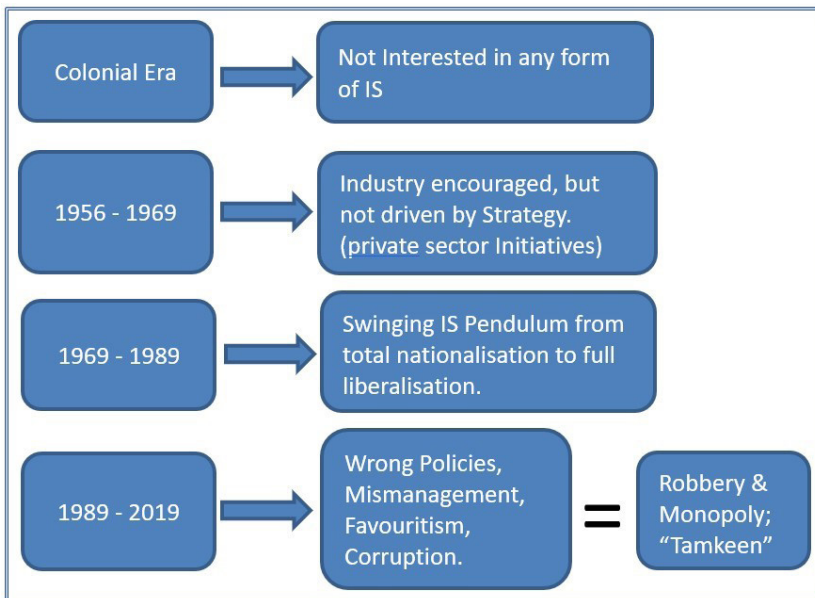 Colonial Era
Not Interested in any form
of IS
1956 - 1969
Industry encouraged, but
not driven by Strategy.
(private sector Initiatives)
1969 - 1989
Swinging IS Pendulum from
total nationalisation to full
liberalisation.
1989 - 2019
Wrong Policies,
Mismanagement,
Favouritism,
Corruption.
=
Robbery &
Monopoly;
“Tamkeen”